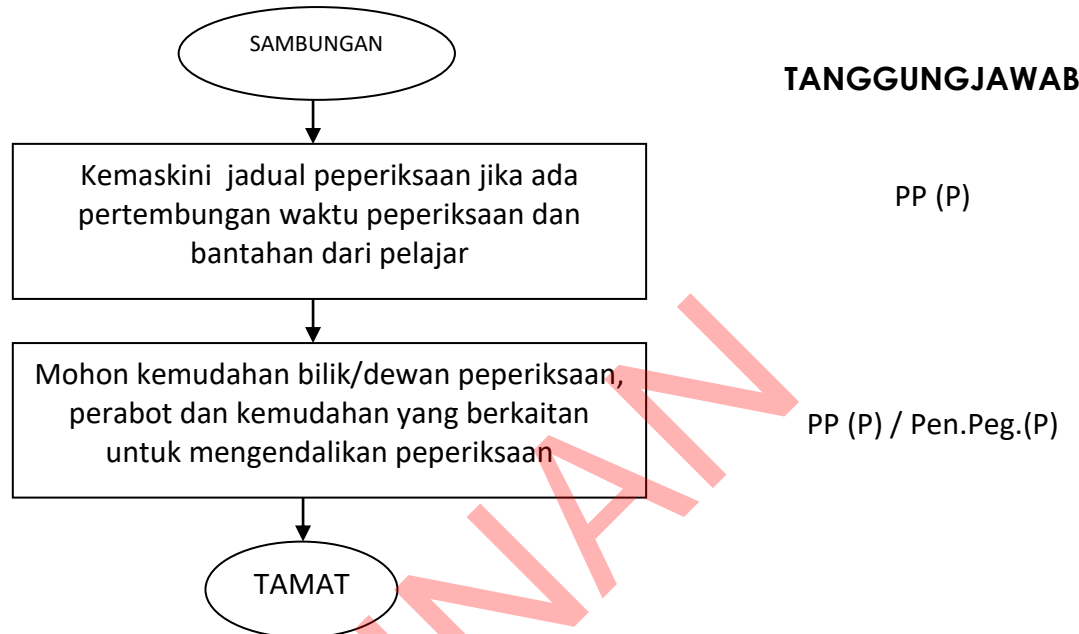 SAMBUNGAN
TANGGUNGJAWAB
Kemaskini jadual peperiksaan jika ada
pertembungan waktu peperiksaan dan
bantahan dari pelajar
PP (P)
Mohon kemudahan bilik/dewan peperiksaan,
perabot dan kemudahan yang berkaitan
untuk mengendalikan peperiksaan
PP (P) / Pen.Peg.(P)
TAMAT
NAN